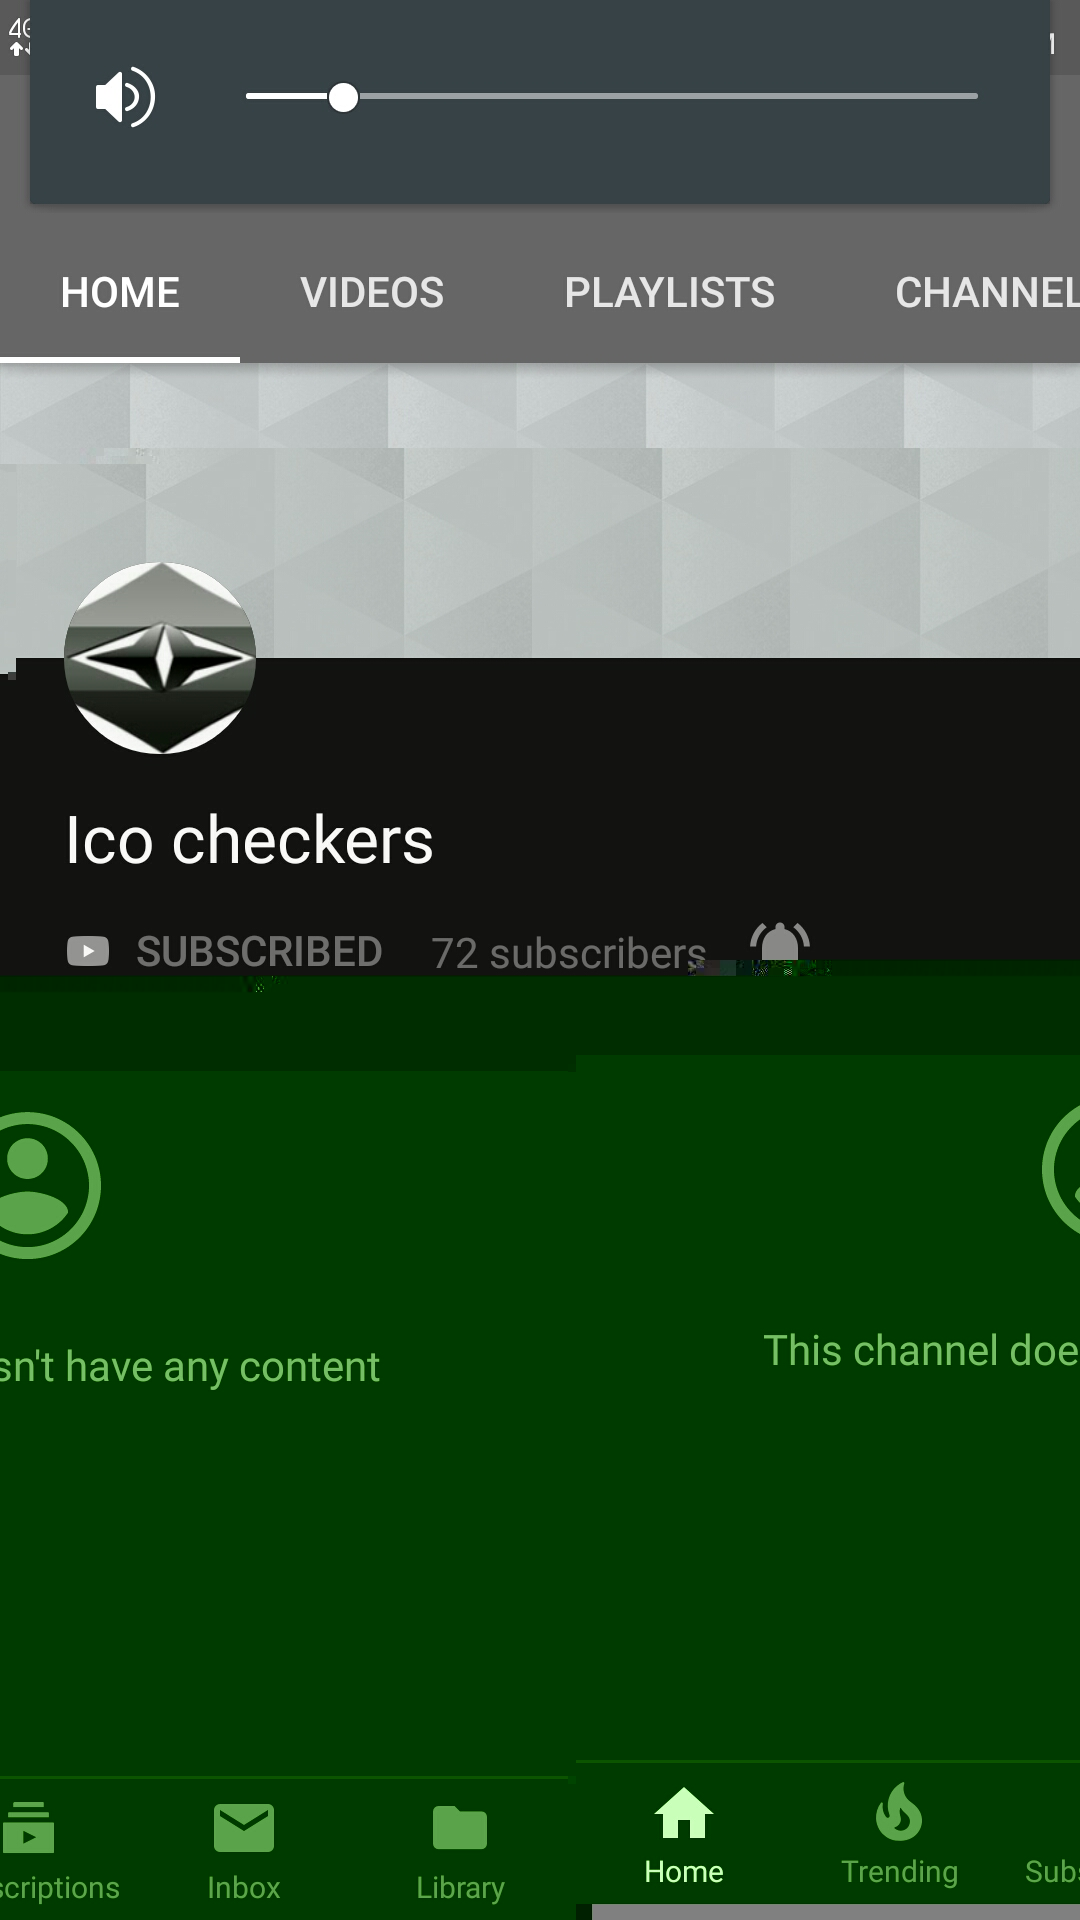 4G
HOME VIDEOS PLAYLISTS CHANNEL
Ico checkers
SUBSCRIBED 72 subscribers
This channel doe
sn't have any content
Home Trending Subs
scriptions Inbox Library